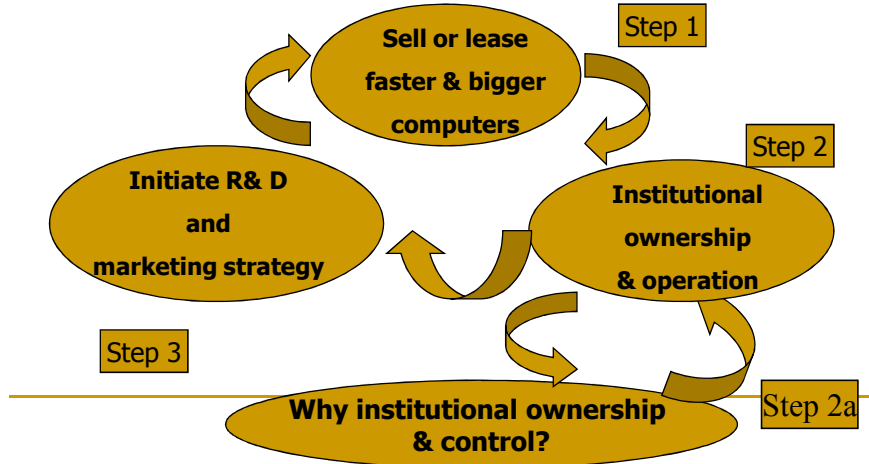 Sell or lease
faster & bigger
computers
Step 1
Step 2
Institutional
ownership
& operation
Initiate R& D
and
marketing strategy
Step 3
Why institutional ownership
& control?
Step 2a